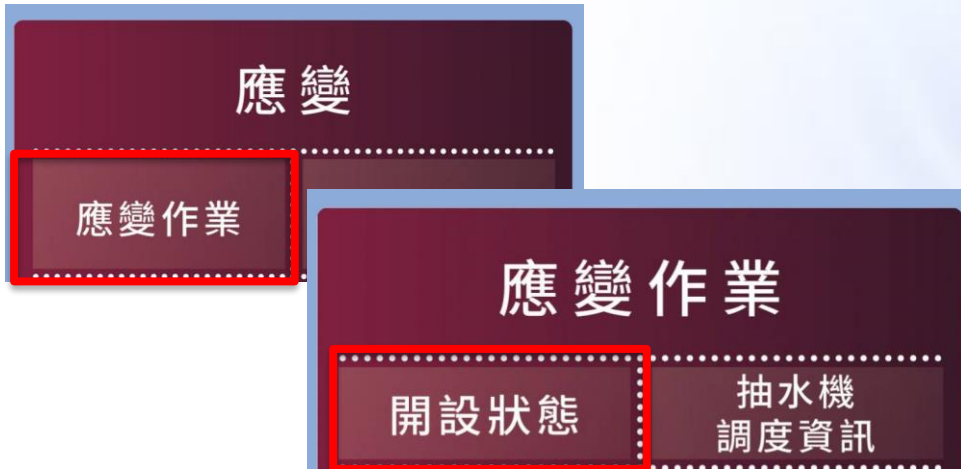 應變
應變作業
應變作業
開設狀態
抽水機
調度資訊